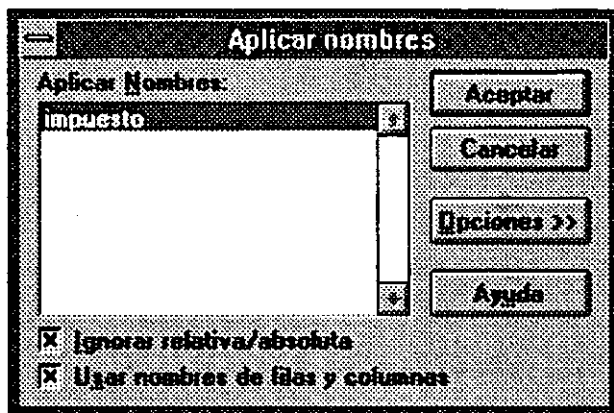 Aplicar nombres
Aplicar Nombres:
impuesto
Aceptar
Cancelar
Opciones >>
Ayuda
Ignorar relativa/absoluta
Usar nombres de filas y columnas